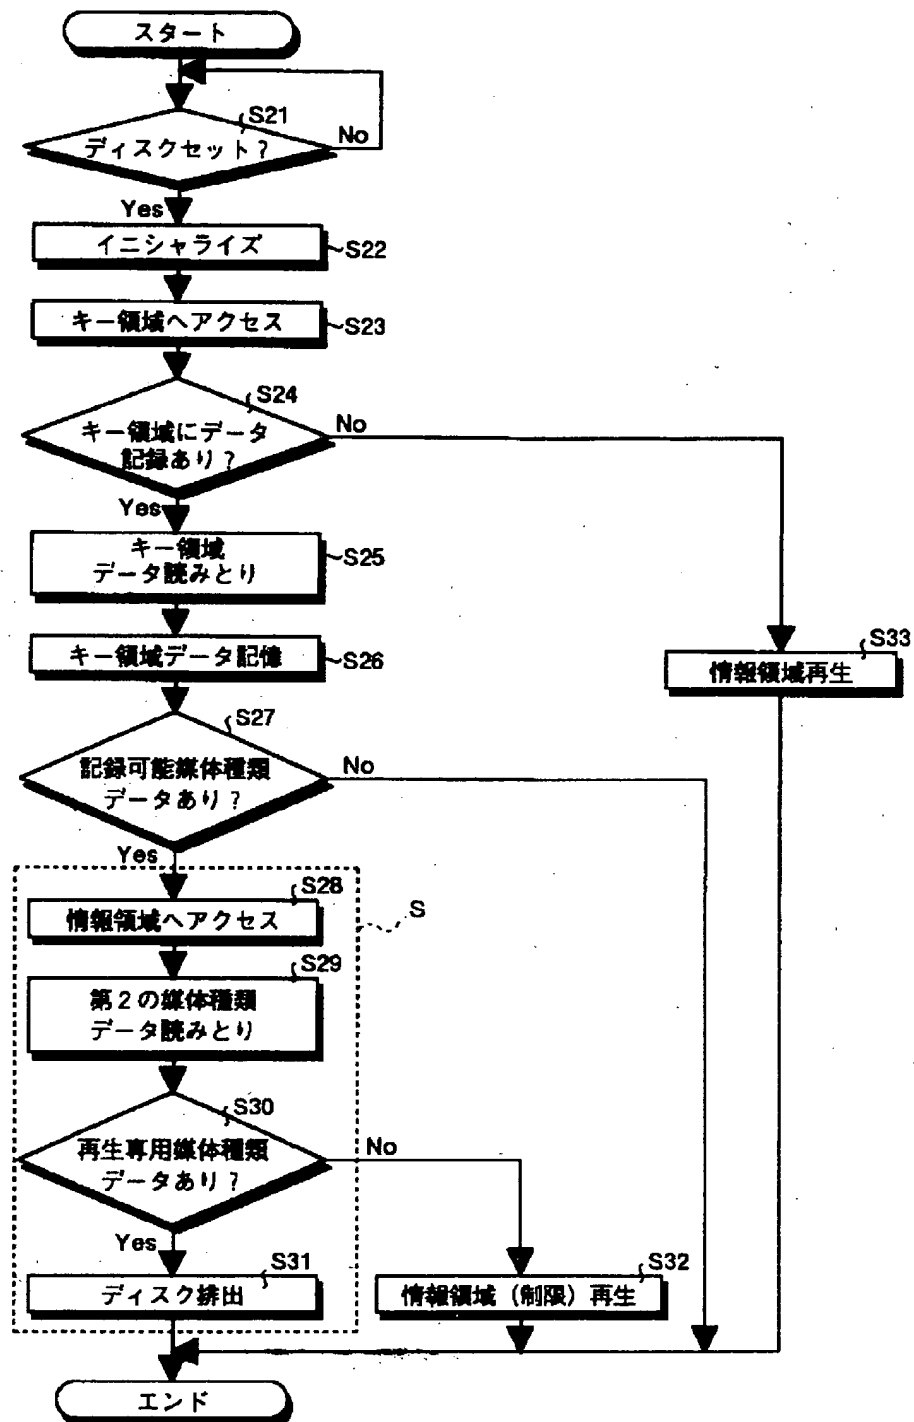 スタート
S21
ディスクセット?
No
Yes
イニシャライズ
S22
キー領域へアクセス
S23
S24
キー領域にデータ
記録あり?
No
Yes
キー領域
データ読みとり
S25
キー領域データ記憶
S26
S33
情報領域再生
S27
記録可能媒体種類
データあり?
No
Yes
S28
情報領域へアクセス
S
S29
第2の媒体種類
データ読みとり
S30
再生専用媒体種類
データあり?
No
Yes
S31
ディスク排出
S32
情報領域(制限)再生
エンド